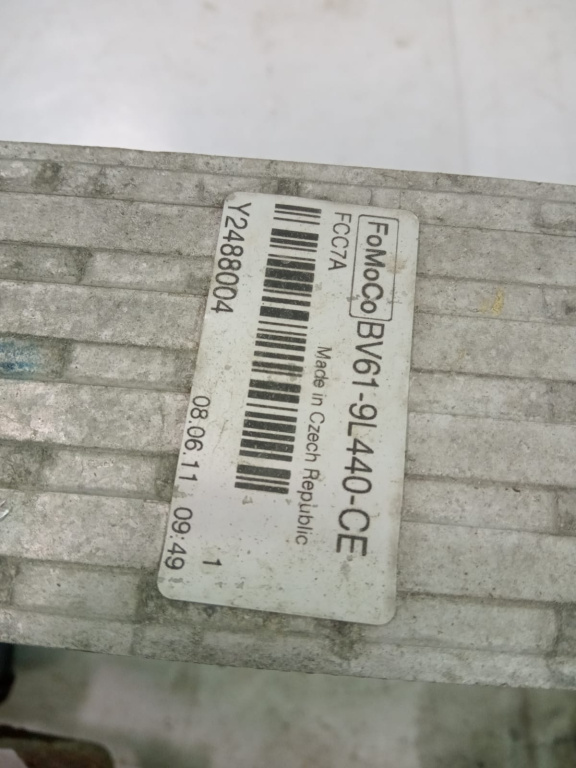 FoMoCo BV61-9L440-CE
FCC7A Made in Czech Republic
Y2488004 08.06.11 09:49
1